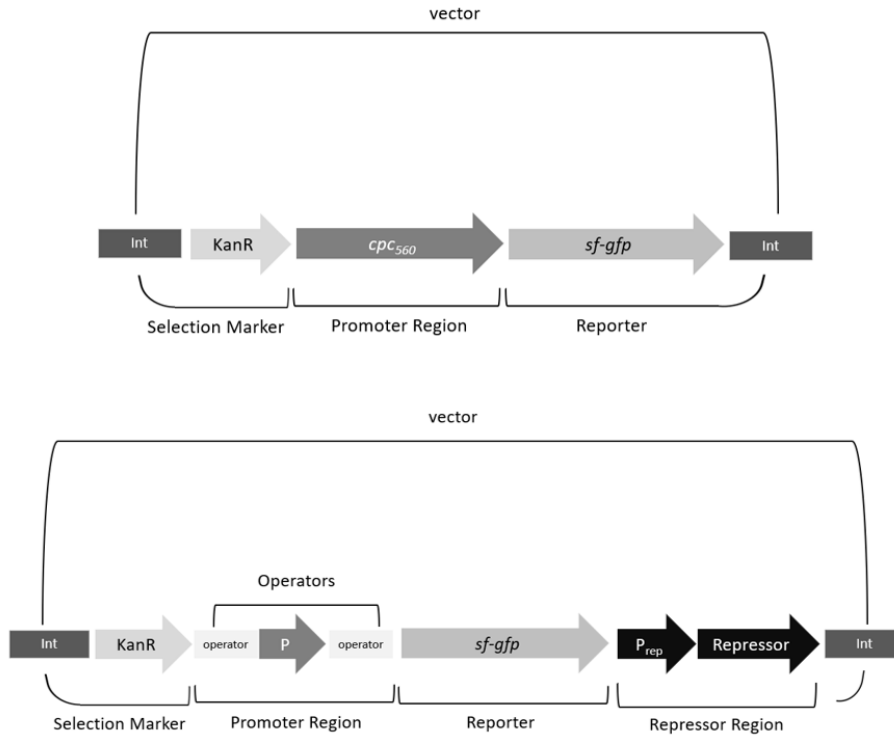 vector
Int KanR cpc560 sf-gfp Int
Selection Marker Promoter Region Reporter
vector
Operators
Int KanR operator P operator sf-gfp Prep Repressor Int
Selection Marker Promoter Region Reporter Repressor Region